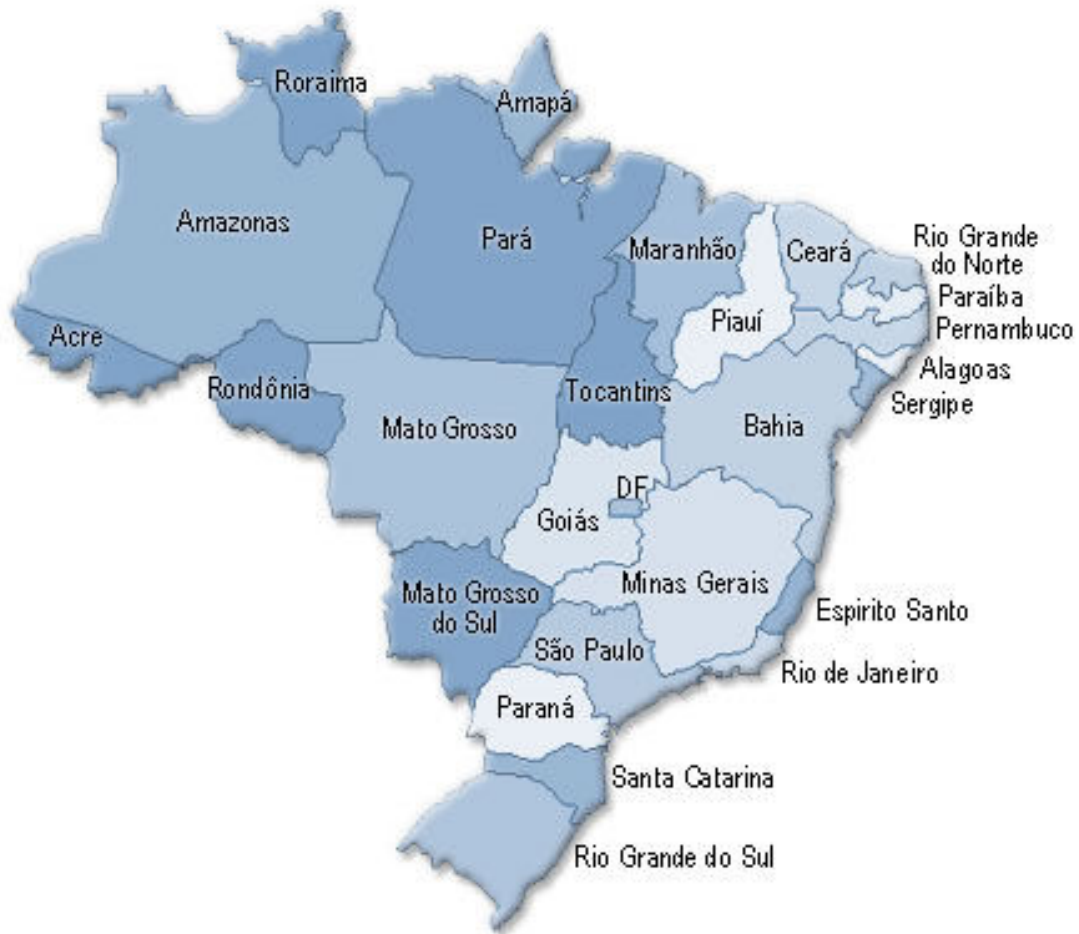 Roraima
Amapá
Amazonas
Pará
Maranhão
Ceará
Rio Grande
do Norte
Paraíba
Piauí
Pernambuco
Acre
Alagoas
Rondônia
Tocantins
Sergipe
Mato Grosso
Bahia
DF
Goiás
Minas Gerais
Mato Grosso
do Sul
Espirito Santo
São Paulo
Rio de Janeiro
Paraná
Santa Catarina
Rio Grande do Sul